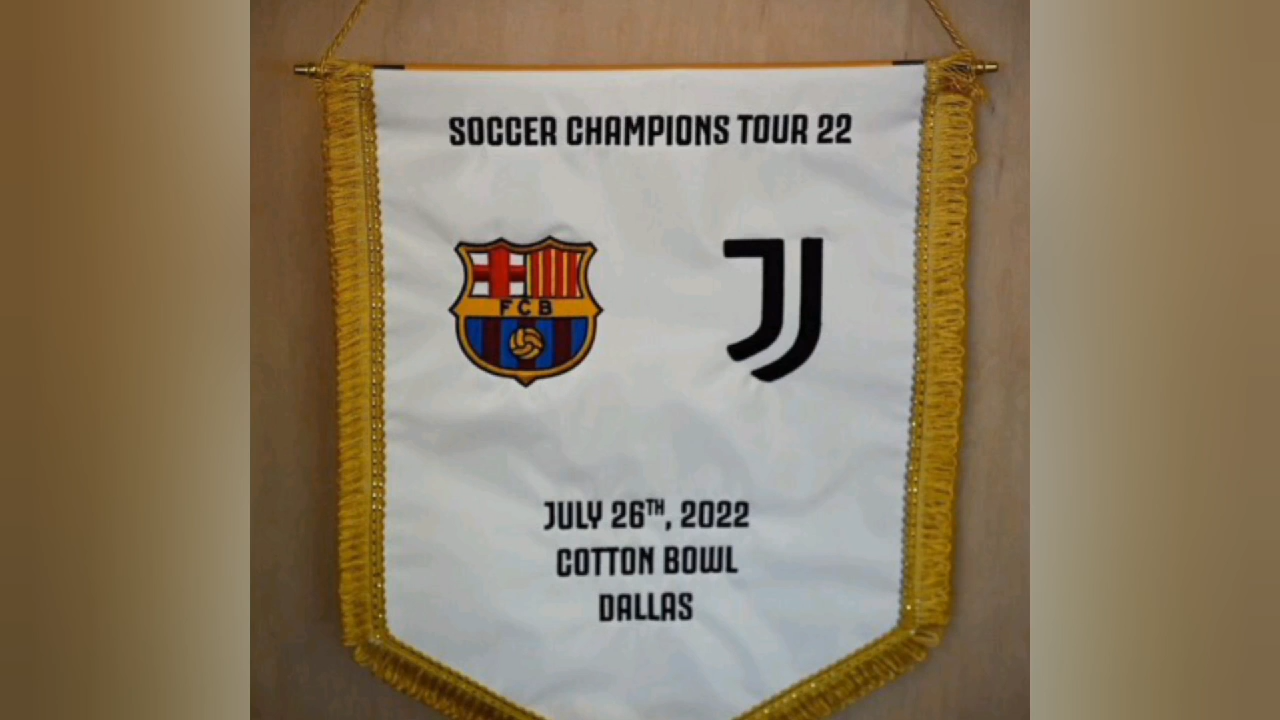 SOCCER CHAMPIONS TOUR 22
FCB
JULY 26TH, 2022
COTTON BOWL
DALLAS